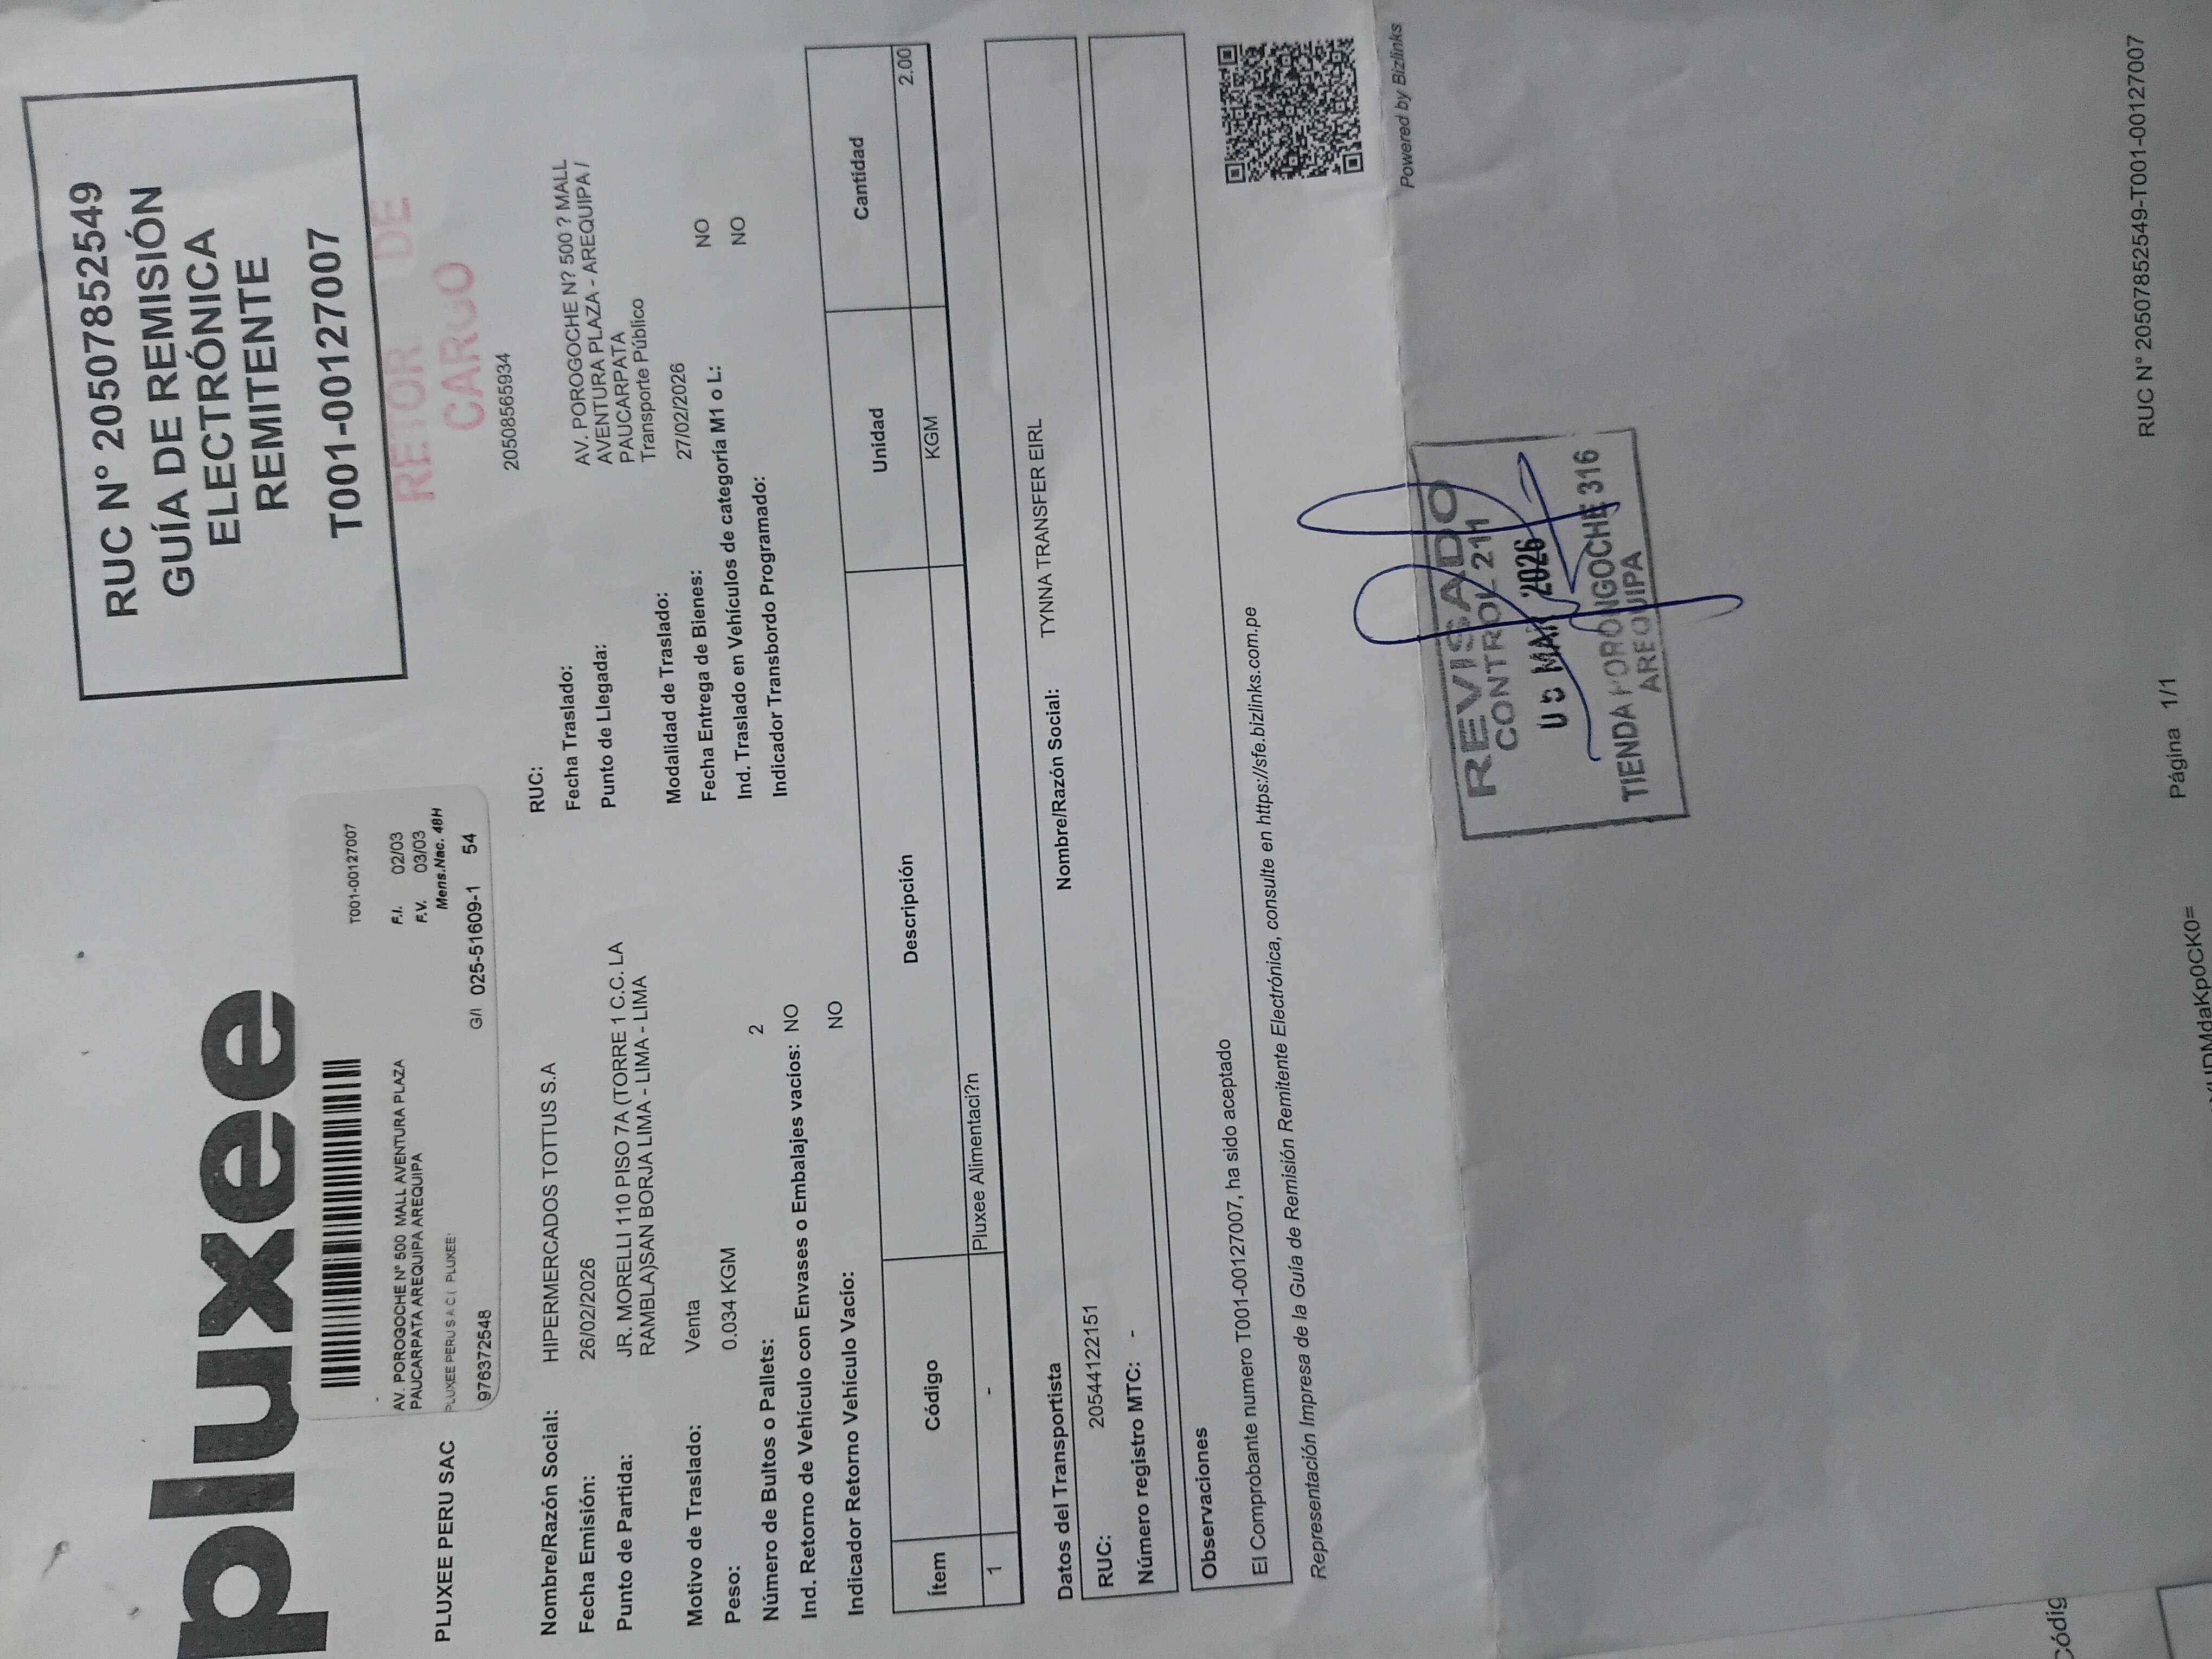 pluxee
RUC N° 20507852549
GUÍA DE REMISIÓN
ELECTRÓNICA
REMITENTE
T001-00127007
RETOR DE
CARGO
T001-00127007
AV. POROGOCHE Nº 500 MALL AVENTURA PLAZA
PAUCARPATA AREQUIPA AREQUIPA
F.I. 02/03
F.V. 03/03
Mens.Nac. 48H
PLUXEE PERU S A C ( PLUXEE·
G/I 025-51609-1 54
976372548
PLUXEE PERU SAC
Nombre/Razón Social: HIPERMERCADOS TOTTUS S.A
RUC: 20508565934
Fecha Emisión: 26/02/2026
Fecha Traslado:
Punto de Partida: JR. MORELLI 110 PISO 7A (TORRE 1 C.C. LA
RAMBLA)SAN BORJA LIMA - LIMA - LIMA
Punto de Llegada: AV. POROGOCHE N? 500 ? MALL
AVENTURA PLAZA - AREQUIPA /
PAUCARPATA
Motivo de Traslado: Venta
Modalidad de Traslado: Transporte Público
Peso: 0.034 KGM
Fecha Entrega de Bienes: 27/02/2026
Número de Bultos o Pallets: 2
Ind. Traslado en Vehículos de categoría M1 o L: NO
Ind. Retorno de Vehículo con Envases o Embalajes vacíos: NO
Indicador Transbordo Programado: NO
Indicador Retorno Vehículo Vacío: NO
Ítem Código Descripción Unidad Cantidad
1 - Pluxee Alimentaci?n KGM 2.00
Datos del Transportista
RUC: 20544122151 Nombre/Razón Social: TYNNA TRANSFER EIRL
Número registro MTC: -
Observaciones
El Comprobante numero T001-00127007, ha sido aceptado
Representación Impresa de la Guía de Remisión Remitente Electrónica, consulte en https://sfe.bizlinks.com.pe
Powered by Bizlinks
REVISADO
CONTROL 211
MAR 2026
TIENDA PORONGOCHE 316
AREQUIPA
Códig
Página 1/1
RUC N° 20507852549-T001-00127007